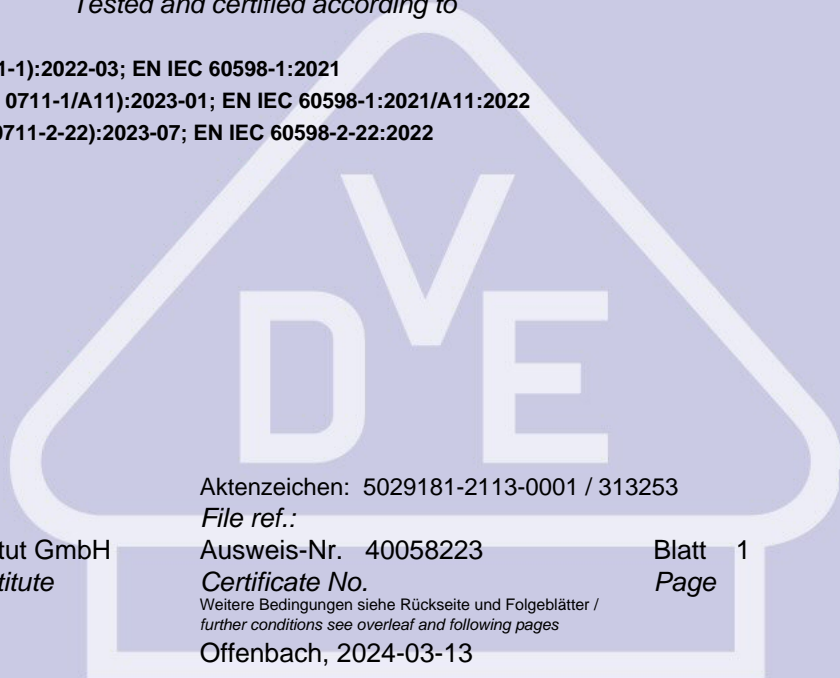 Tested and certified according to
1-1):2022-03; EN IEC 60598-1:2021
0711-1/A11):2023-01; EN IEC 60598-1:2021/A11:2022
0711-2-22):2023-07; EN IEC 60598-2-22:2022
VDE
Aktenzeichen: 5029181-2113-0001 / 313253
File ref.:
tut GmbH Ausweis-Nr. 40058223 Blatt 1
titute Certificate No. Page
Weitere Bedingungen siehe Rückseite und Folgeblätter /
further conditions see overleaf and following pages
Offenbach, 2024-03-13